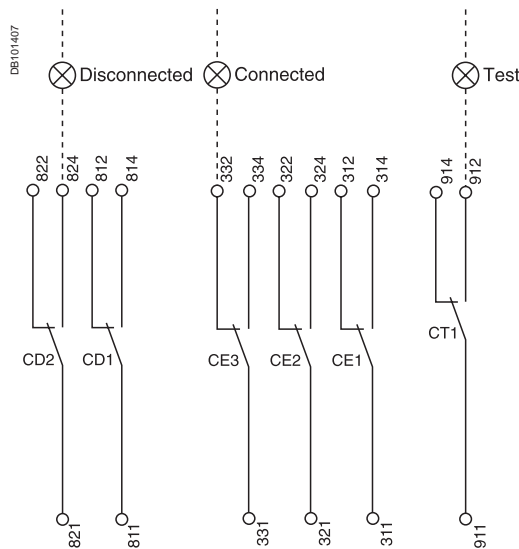 DB101407
Disconnected
Connected
Test
822
824
812
814
332
334
322
324
312
314
914
912
CD2
CD1
CE3
CE2
CE1
CT1
821
811
331
321
311
911